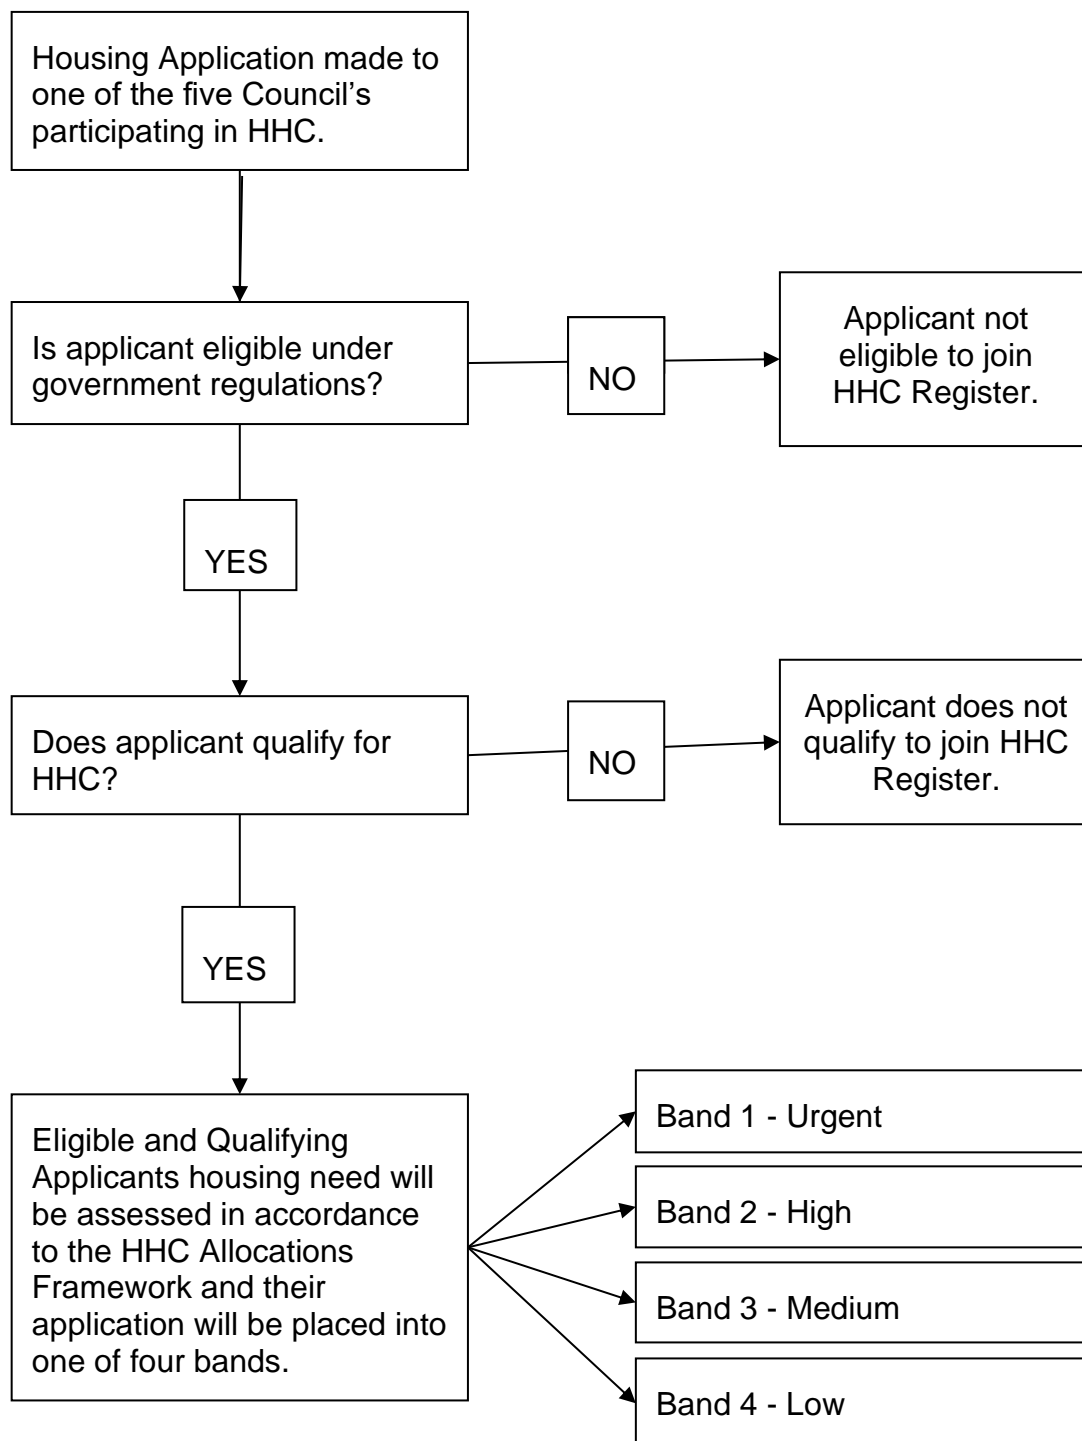 Housing Application made to
one of the five Council’s
participating in HHC.
Is applicant eligible under
government regulations?
NO
Applicant not
eligible to join
HHC Register.
YES
Does applicant qualify for
HHC?
NO
Applicant does not
qualify to join HHC
Register.
YES
Eligible and Qualifying
Applicants housing need will
be assessed in accordance
to the HHC Allocations
Framework and their
application will be placed into
one of four bands.
Band 1 - Urgent
Band 2 - High
Band 3 - Medium
Band 4 - Low